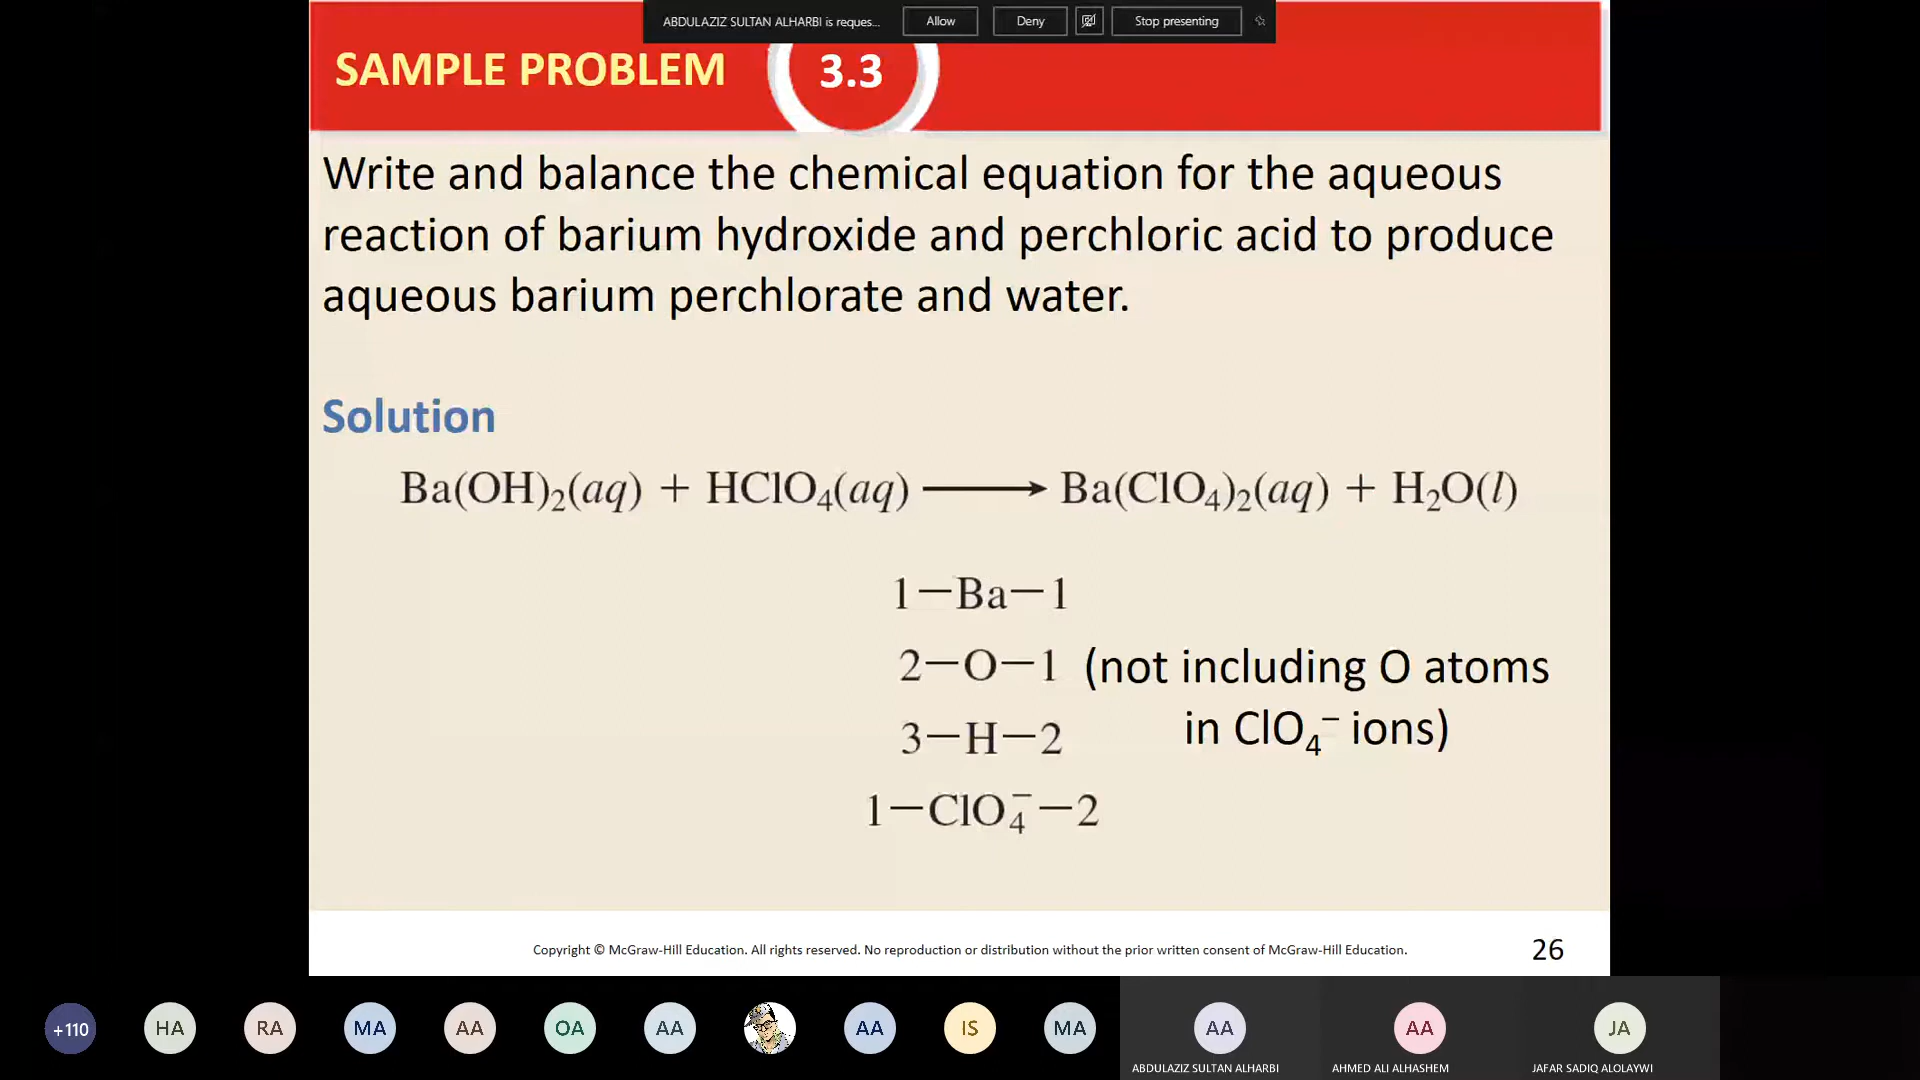 ABDULAZIZ SULTAN ALHARBI is reques...
Allow
Deny
Stop presenting
SAMPLE PROBLEM 3.3
Write and balance the chemical equation for the aqueous
reaction of barium hydroxide and perchloric acid to produce
aqueous barium perchlorate and water.
Solution
Ba(OH)₂(aq) + HClO₄(aq) ⟶ Ba(ClO₄)₂(aq) + H₂O(l)
1—Ba—1
2—O—1 (not including O atoms
in ClO₄⁻ ions)
3—H—2
1—ClO₄⁻—2
Copyright © McGraw-Hill Education. All rights reserved. No reproduction or distribution without the prior written consent of McGraw-Hill Education.
26
+110
HA
RA
MA
AA
OA
AA
AA
IS
MA
AA
AA
JA
ABDULAZIZ SULTAN ALHARBI
AHMED ALI ALHASHEM
JAFAR SADIQ ALOLAYWI